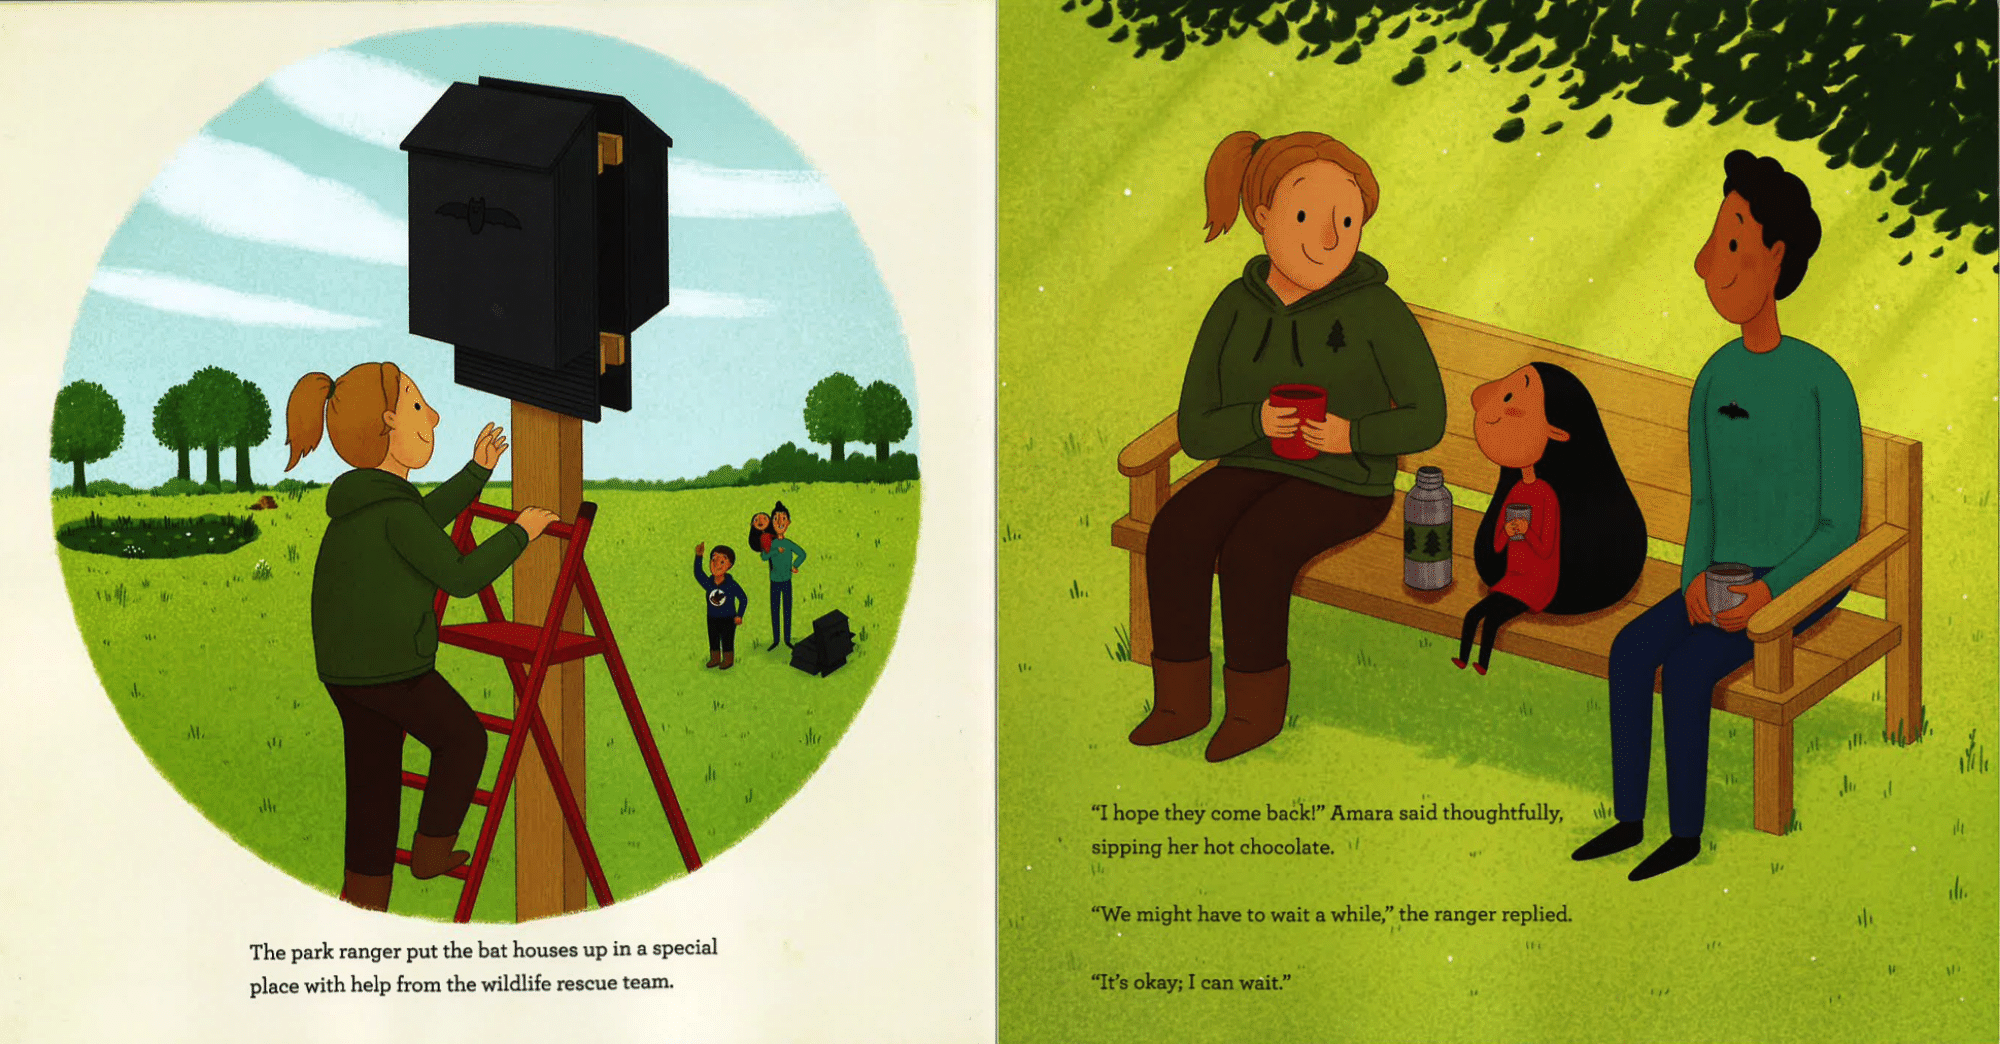 The park ranger put the bat houses up in a special
place with help from the wildlife rescue team.
“I hope they come back!” Amara said thoughtfully,
sipping her hot chocolate.
“We might have to wait a while,” the ranger replied.
“It’s okay; I can wait.”